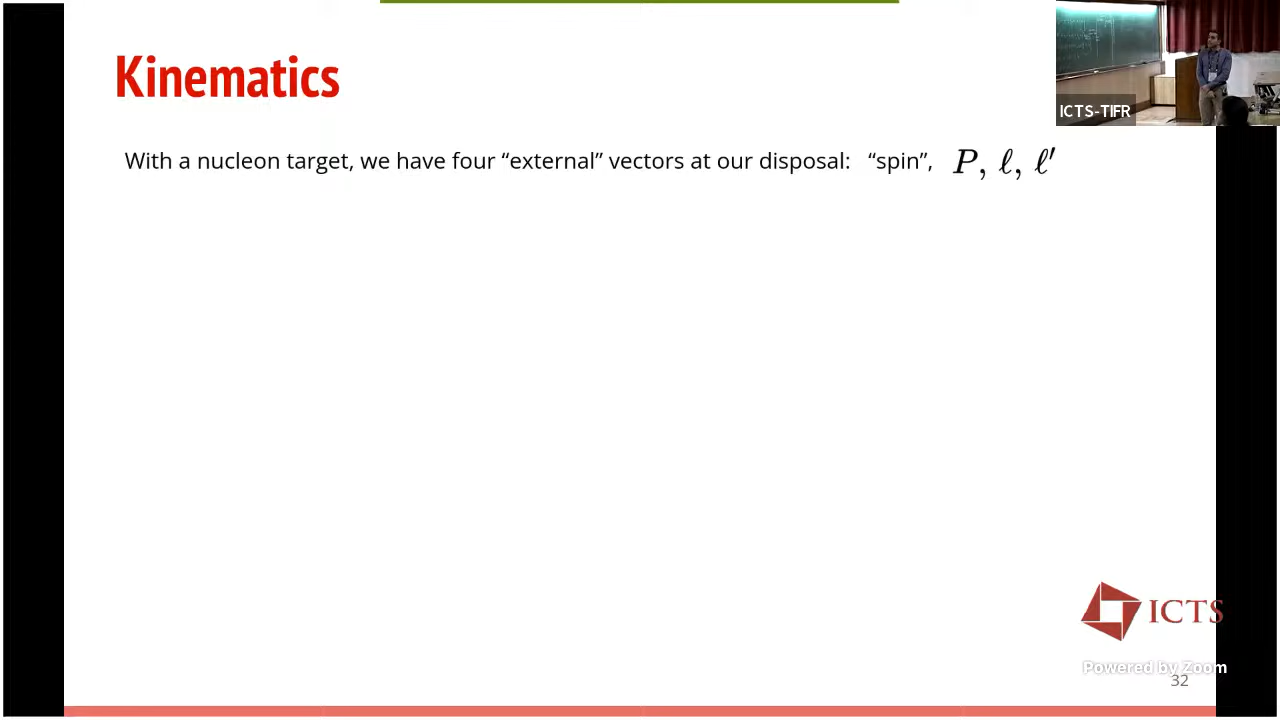 Kinematics
ICTS-TIFR
With a nucleon target, we have four “external” vectors at our disposal: “spin”, P, ℓ, ℓ′
ICTS
Powered by Zoom
32